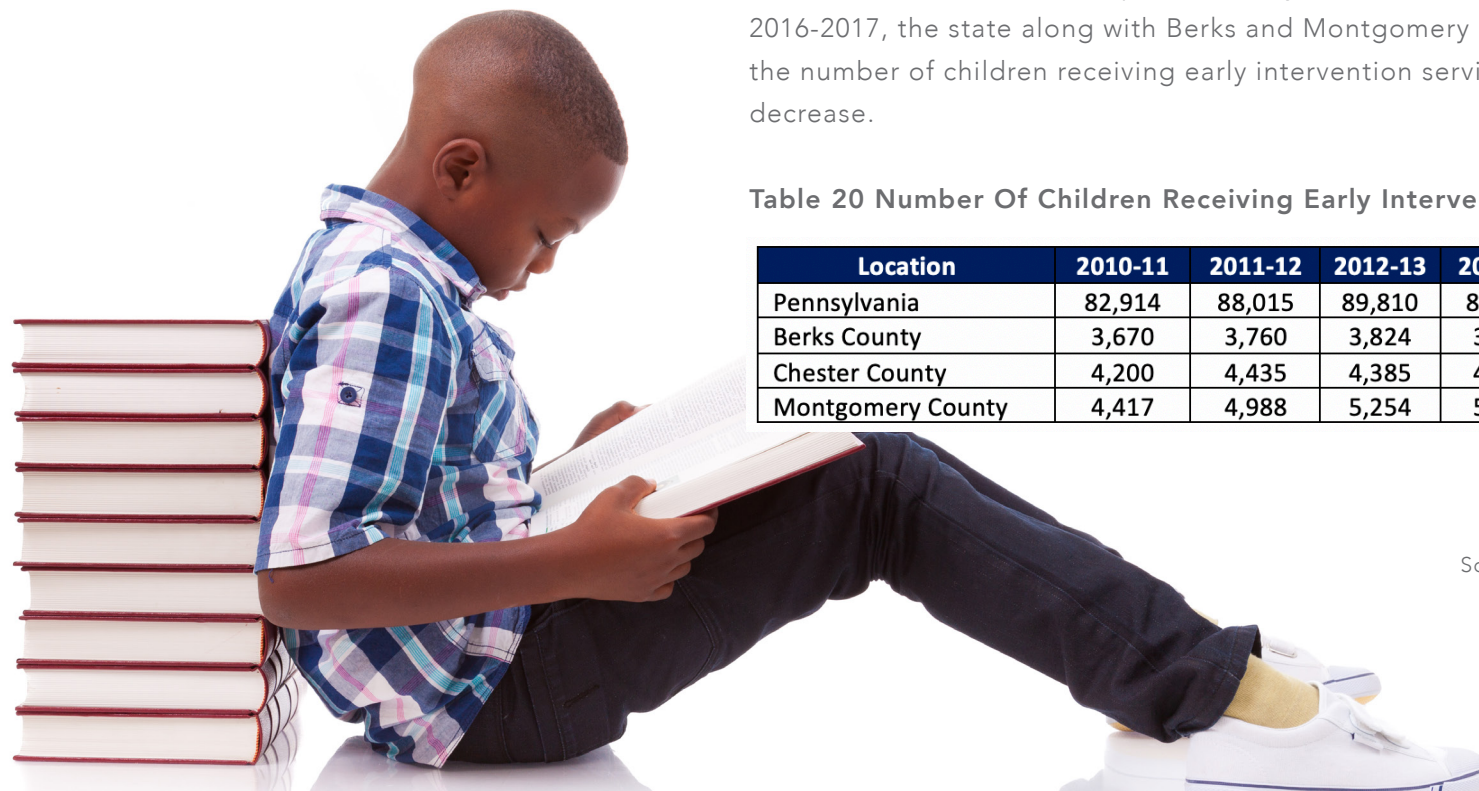 2016-2017, the state along with Berks and Montgomery
the number of children receiving early intervention
decrease.
Table 20 Number Of Children Receiving Early
Location 2010-11 2011-12 2012-13
Pennsylvania 82,914 88,015 89,810
Berks County 3,670 3,760 3,824
Chester County 4,200 4,435 4,385
Montgomery County 4,417 4,988 5,254